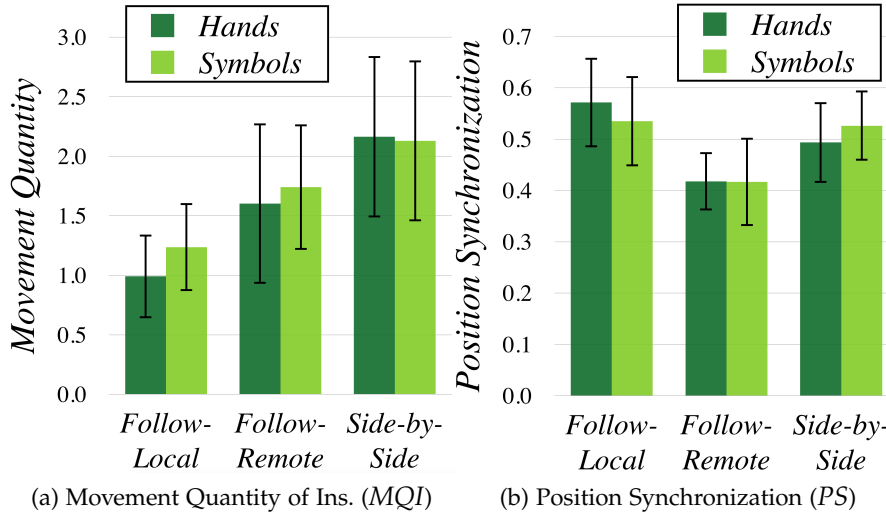 Hands
Symbols
Movement Quantity
3.0
2.5
2.0
1.5
1.0
0.5
0.0
Follow-
Local
Follow-
Remote
Side-by-
Side
(a) Movement Quantity of Ins. (MQI)
Hands
Symbols
Position Synchronization
0.7
0.6
0.5
0.4
0.3
0.2
0.1
0.0
Follow-
Local
Follow-
Remote
Side-by-
Side
(b) Position Synchronization (PS)